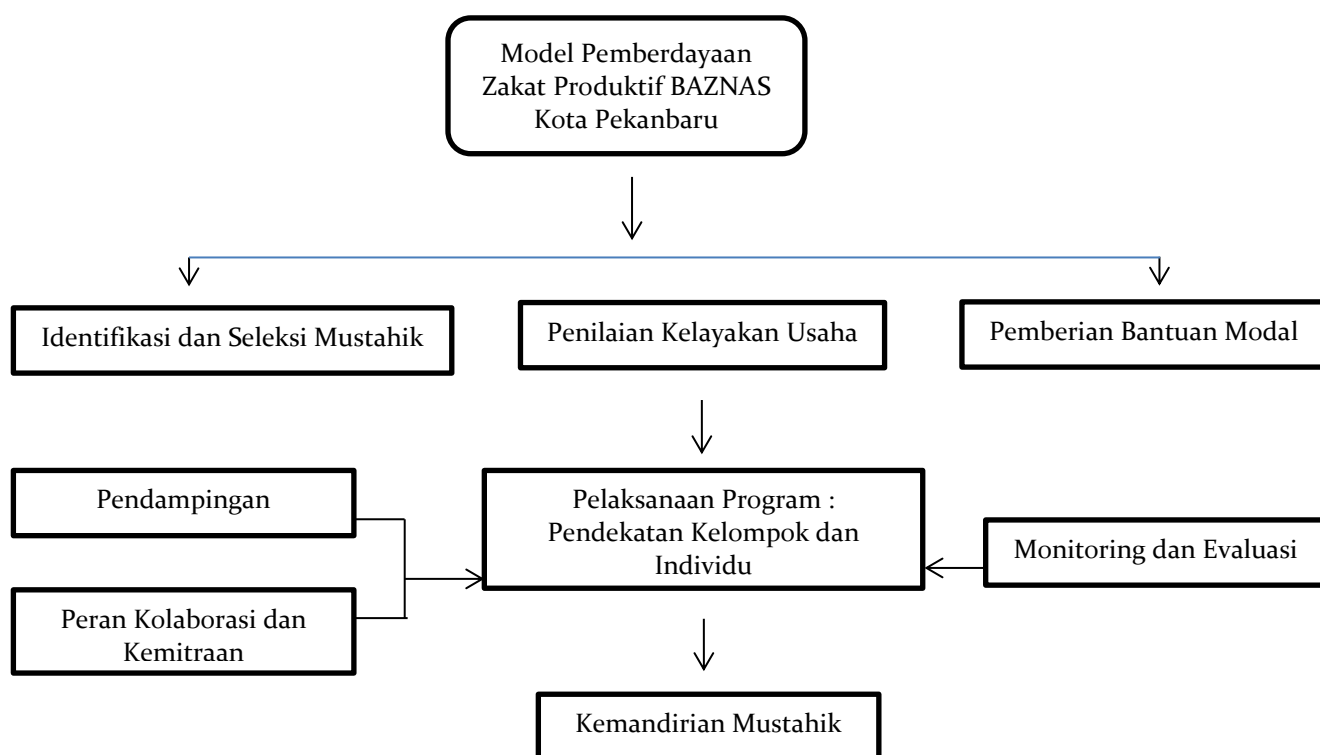 Model Pemberdayaan
Zakat Produktif BAZNAS
Kota Pekanbaru
Identifikasi dan Seleksi Mustahik
Penilaian Kelayakan Usaha
Pemberian Bantuan Modal
Pendampingan
Pelaksanaan Program :
Pendekatan Kelompok dan
Individu
Monitoring dan Evaluasi
Peran Kolaborasi dan
Kemitraan
Kemandirian Mustahik